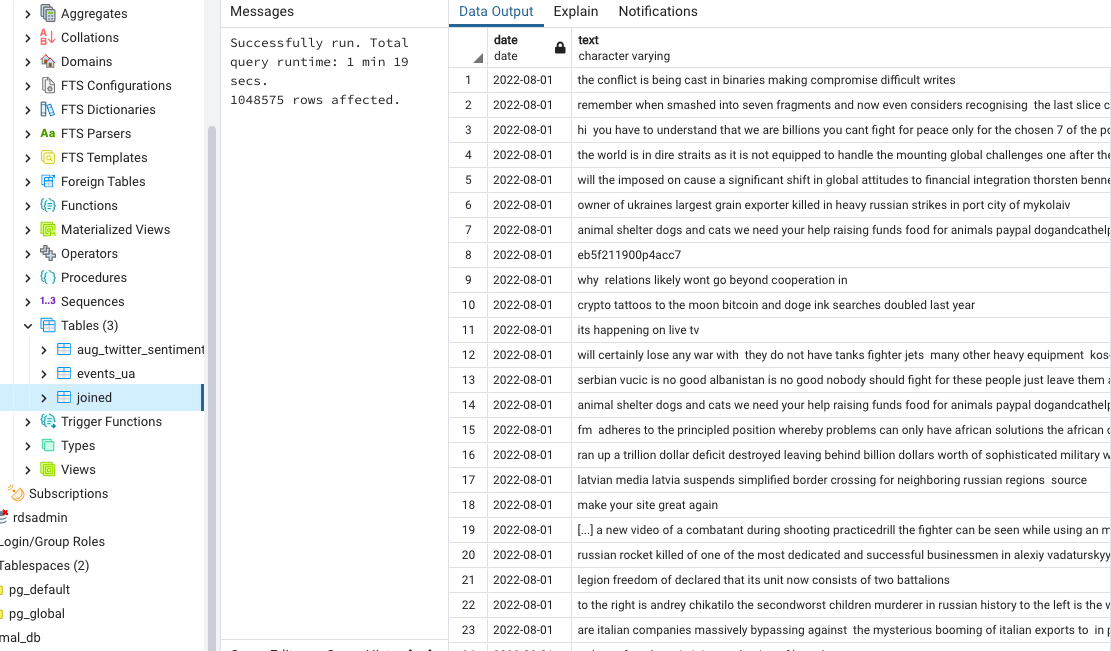 Aggregates
Collations
Domains
FTS Configurations
FTS Dictionaries
Aa FTS Parsers
FTS Templates
Foreign Tables
Functions
Materialized Views
Operators
Procedures
1..3 Sequences
Tables (3)
aug_twitter_sentiment
events_ua
joined
Trigger Functions
Types
Views
Subscriptions
rdsadmin
Login/Group Roles
Tablespaces (2)
pg_default
pg_global
mal_db
Messages
Successfully run. Total
query runtime: 1 min 19
secs.
1048575 rows affected.
Data Output Explain Notifications
date text
date character varying
1 2022-08-01 the conflict is being cast in binaries making compromise difficult writes
2 2022-08-01 remember when smashed into seven fragments and now even considers recognising the last slice c
3 2022-08-01 hi you have to understand that we are billions you cant fight for peace only for the chosen 7 of the po
4 2022-08-01 the world is in dire straits as it is not equipped to handle the mounting global challenges one after the
5 2022-08-01 will the imposed on cause a significant shift in global attitudes to financial integration thorsten benne
6 2022-08-01 owner of ukraines largest grain exporter killed in heavy russian strikes in port city of mykolaiv
7 2022-08-01 animal shelter dogs and cats we need your help raising funds food for animals paypal dogandcathelp
8 2022-08-01 eb5f211900p4acc7
9 2022-08-01 why relations likely wont go beyond cooperation in
10 2022-08-01 crypto tattoos to the moon bitcoin and doge ink searches doubled last year
11 2022-08-01 its happening on live tv
12 2022-08-01 will certainly lose any war with they do not have tanks fighter jets many other heavy equipment koso
13 2022-08-01 serbian vucic is no good albanistan is no good nobody should fight for these people just leave them a
14 2022-08-01 animal shelter dogs and cats we need your help raising funds food for animals paypal dogandcathelp
15 2022-08-01 fm adheres to the principled position whereby problems can only have african solutions the african c
16 2022-08-01 ran up a trillion dollar deficit destroyed leaving behind billion dollars worth of sophisticated military w
17 2022-08-01 latvian media latvia suspends simplified border crossing for neighboring russian regions source
18 2022-08-01 make your site great again
19 2022-08-01 [...] a new video of a combatant during shooting practicedrill the fighter can be seen while using an m
20 2022-08-01 russian rocket killed of one of the most dedicated and successful businessmen in alexiy vadaturskyy
21 2022-08-01 legion freedom of declared that its unit now consists of two battalions
22 2022-08-01 to the right is andrey chikatilo the secondworst children murderer in russian history to the left is the w
23 2022-08-01 are italian companies massively bypassing against the mysterious booming of italian exports to in p